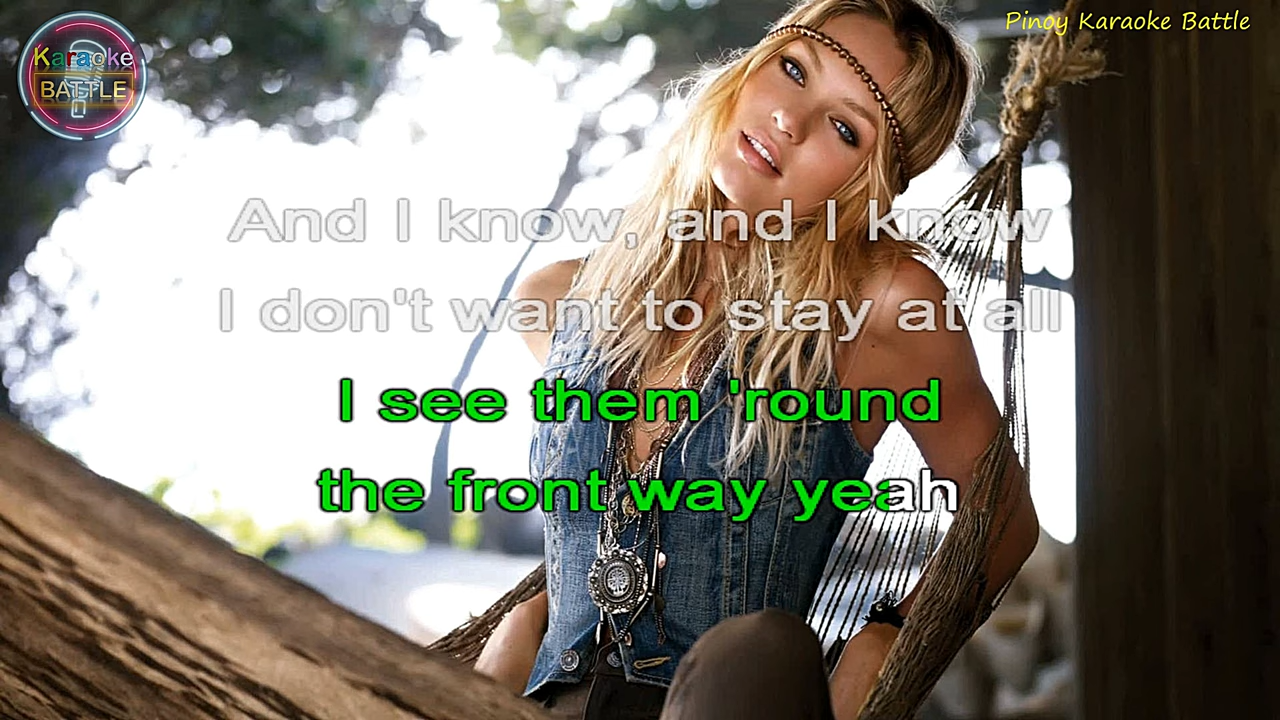 Karaoke
BATTLE
Pinoy Karaoke Battle
And I know, and I know
I don't want to stay at all
I see them 'round
the front way yeah